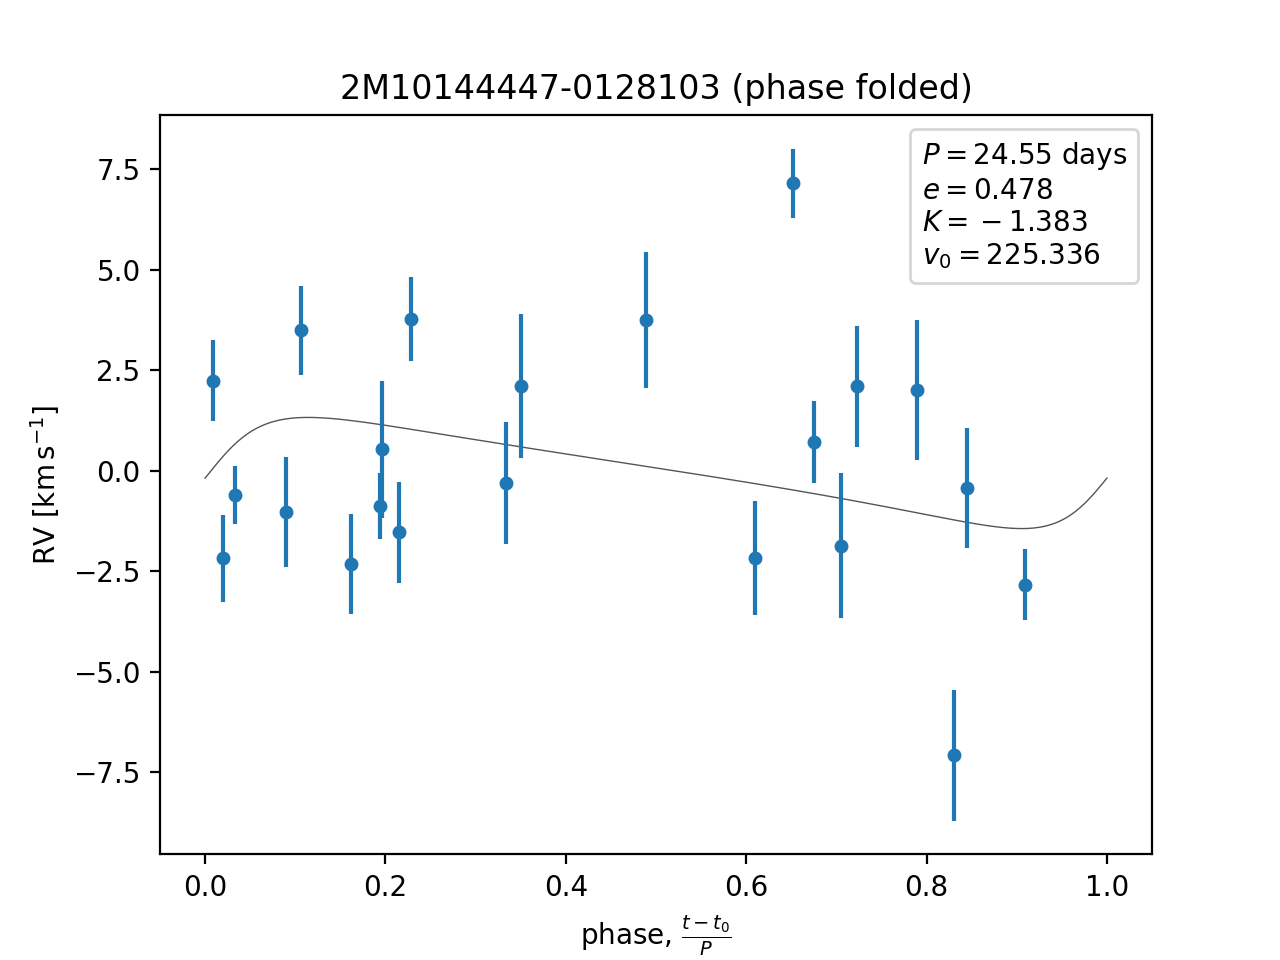 2M10144447-0128103 (phase folded)
P = 24.55 days
e = 0.478
K = −1.383
v₀ = 225.336
RV [km s⁻¹]
7.5
5.0
2.5
0.0
−2.5
−5.0
−7.5
0.0 0.2 0.4 0.6 0.8 1.0
phase, (t − t₀)/P